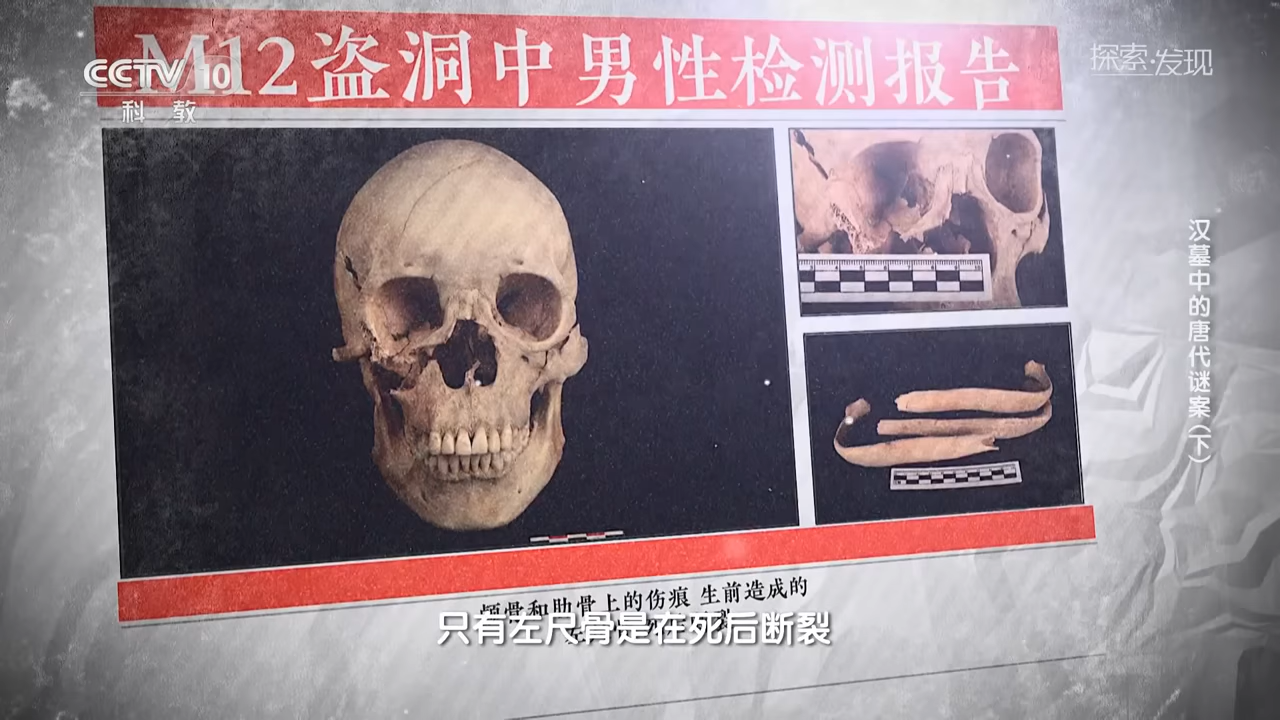 M12盗洞中男性检测报告
CCTV 10
科教
探索·发现
汉墓中的唐代谜案(下)
颅骨和肋骨上的伤痕 生前造成的
只有左尺骨是在死后断裂